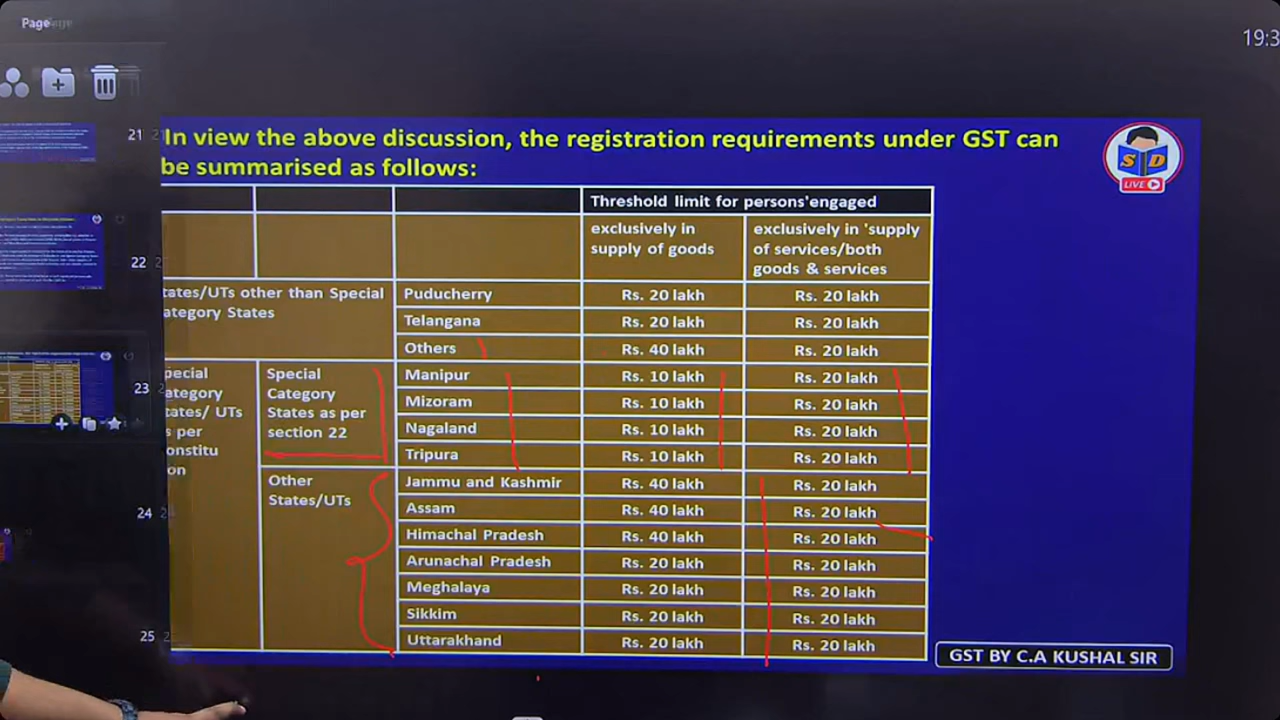 Page
19:3
21
22
23
24
25
In view the above discussion, the registration requirements under GST can
be summarised as follows:
S D
LIVE
Threshold limit for persons'engaged
exclusively in
supply of goods
exclusively in 'supply
of services/both
goods & services
tates/UTs other than Special
ategory States
Puducherry Rs. 20 lakh Rs. 20 lakh
Telangana Rs. 20 lakh Rs. 20 lakh
Others Rs. 40 lakh Rs. 20 lakh
pecial
ategory
tates/ UTs
s per
onstitu
on
Special
Category
States as per
section 22
Manipur Rs. 10 lakh Rs. 20 lakh
Mizoram Rs. 10 lakh Rs. 20 lakh
Nagaland Rs. 10 lakh Rs. 20 lakh
Tripura Rs. 10 lakh Rs. 20 lakh
Other
States/UTs
Jammu and Kashmir Rs. 40 lakh Rs. 20 lakh
Assam Rs. 40 lakh Rs. 20 lakh
Himachal Pradesh Rs. 40 lakh Rs. 20 lakh
Arunachal Pradesh Rs. 20 lakh Rs. 20 lakh
Meghalaya Rs. 20 lakh Rs. 20 lakh
Sikkim Rs. 20 lakh Rs. 20 lakh
Uttarakhand Rs. 20 lakh Rs. 20 lakh
GST BY C.A KUSHAL SIR